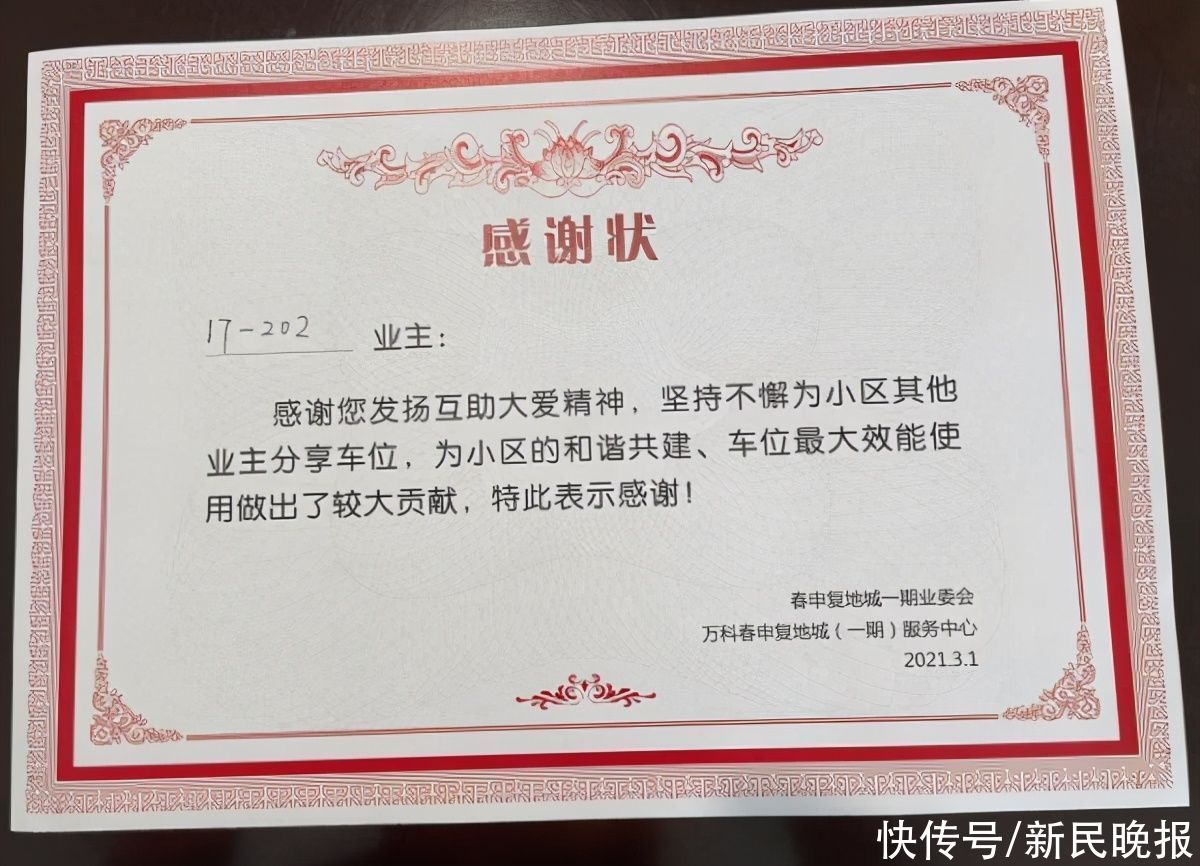 感谢状
17-202 业主:
感谢您发扬互助大爱精神，坚持不懈为小区其他
业主分享车位，为小区的和谐共建、车位最大效能使
用做出了较大贡献，特此表示感谢!
春申复地城一期业委会
万科春申复地城（一期）服务中心
2021.3.1
快传号/新民晚报